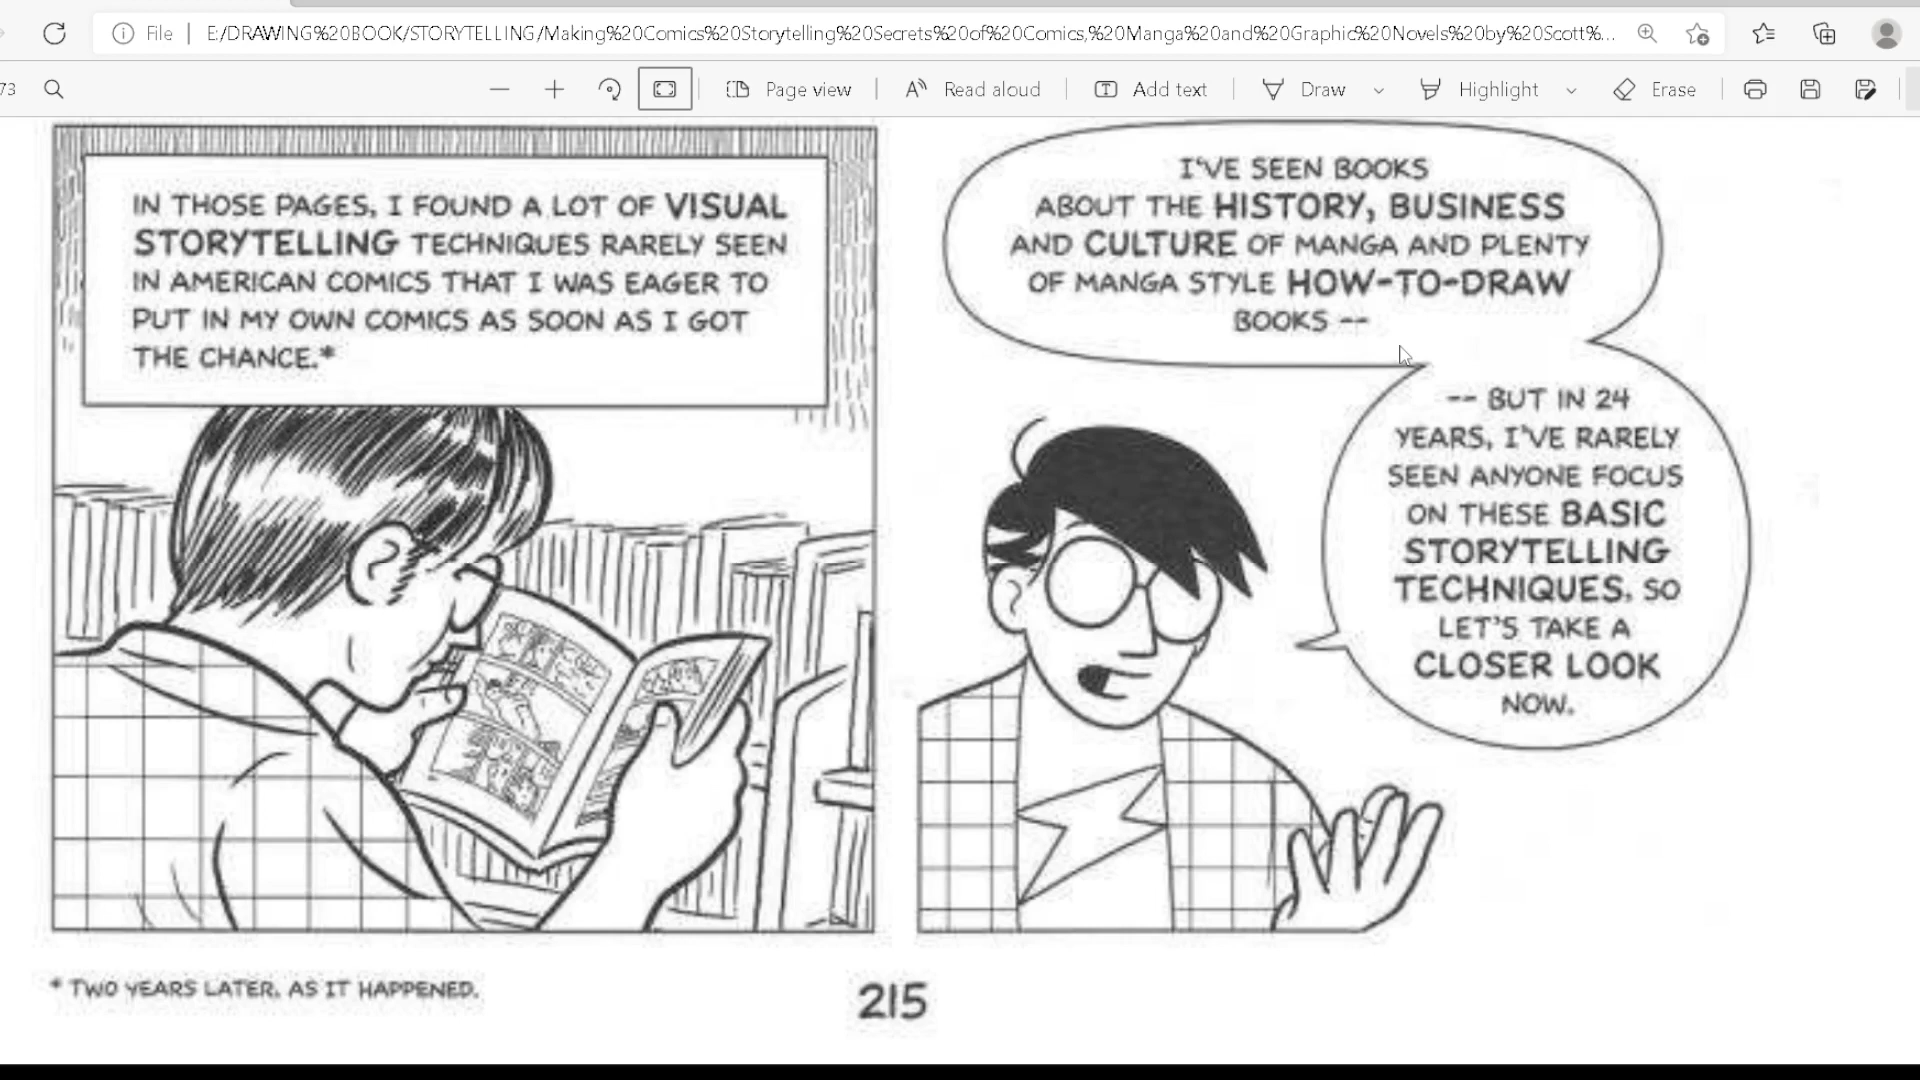 File
E:/DRAWING%20BOOK/STORYTELLING/Making%20Comics%20Storytelling%20Secrets%20of%20Comics,%20Manga%20and%20Graphic%20Novels%20by%20Scott%...
73
Page view
Read aloud
Add text
Draw
Highlight
Erase
IN THOSE PAGES, I FOUND A LOT OF VISUAL
STORYTELLING TECHNIQUES RARELY SEEN
IN AMERICAN COMICS THAT I WAS EAGER TO
PUT IN MY OWN COMICS AS SOON AS I GOT
THE CHANCE.*
I'VE SEEN BOOKS
ABOUT THE HISTORY, BUSINESS
AND CULTURE OF MANGA AND PLENTY
OF MANGA STYLE HOW-TO-DRAW
BOOKS --
-- BUT IN 24
YEARS, I'VE RARELY
SEEN ANYONE FOCUS
ON THESE BASIC
STORYTELLING
TECHNIQUES. SO
LET'S TAKE A
CLOSER LOOK
NOW.
* TWO YEARS LATER, AS IT HAPPENED.
215